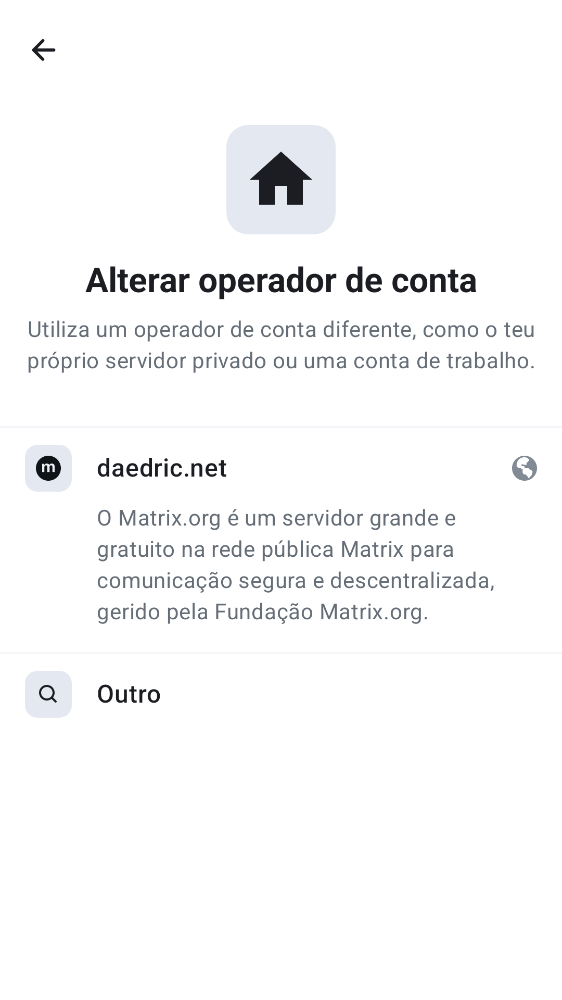 Alterar operador de conta
Utiliza um operador de conta diferente, como o teu
próprio servidor privado ou uma conta de trabalho.
m
daedric.net
O Matrix.org é um servidor grande e
gratuito na rede pública Matrix para
comunicação segura e descentralizada,
gerido pela Fundação Matrix.org.
Outro